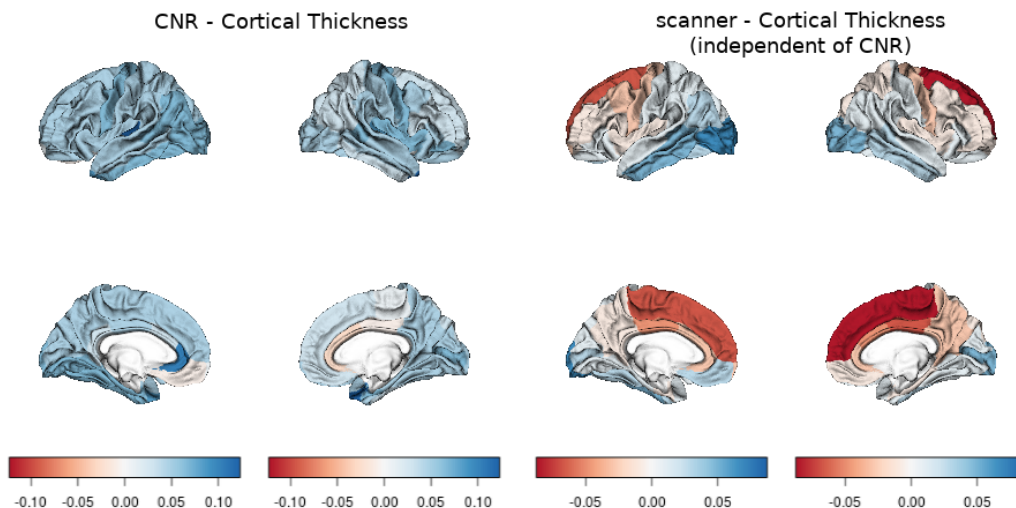 CNR - Cortical Thickness
scanner - Cortical Thickness
(independent of CNR)
-0.10 -0.05 0.00 0.05 0.10
-0.10 -0.05 0.00 0.05 0.10
-0.05 0.00 0.05
-0.05 0.00 0.05